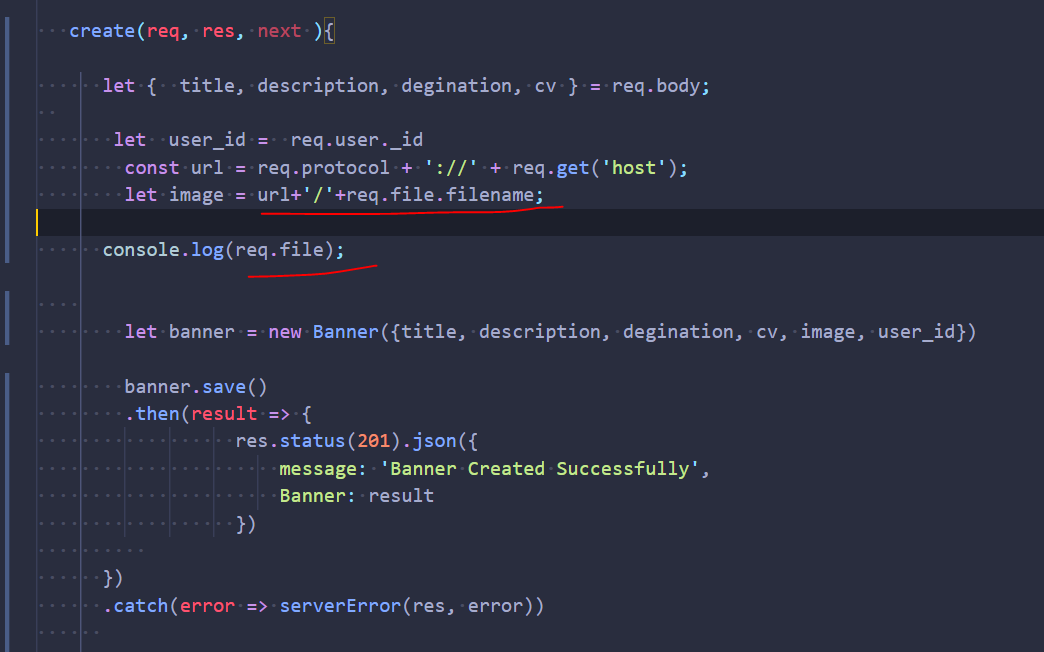 create(req, res, next ){
let {  title, description, degination, cv } = req.body;
let  user_id =  req.user._id
const url = req.protocol + '://' + req.get('host');
let image = url+'/'+req.file.filename;
console.log(req.file);
let banner = new Banner({title, description, degination, cv, image, user_id})
banner.save()
.then(result => {
res.status(201).json({
message: 'Banner Created Successfully',
Banner: result
})
})
.catch(error => serverError(res, error))